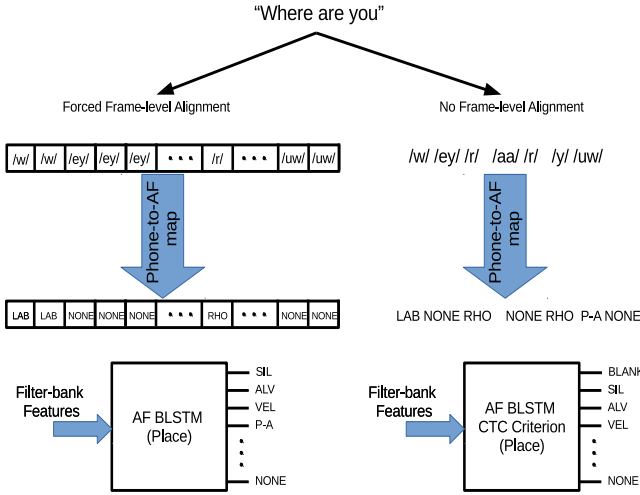 “Where are you”
Forced Frame-level Alignment
No Frame-level Alignment
/w/ /w/ /ey/ /ey/ /ey/ • • • /r/ • • • /uw/ /uw/
/w/ /ey/ /r/ /aa/ /r/ /y/ /uw/
Phone-to-AF
map
Phone-to-AF
map
LAB LAB NONE NONE NONE • • • RHO • • • NONE NONE
LAB NONE RHO NONE RHO P-A NONE
Filter-bank
Features
AF BLSTM
(Place)
SIL
ALV
VEL
P-A
NONE
Filter-bank
Features
AF BLSTM
CTC Criterion
(Place)
BLANK
SIL
ALV
VEL
NONE